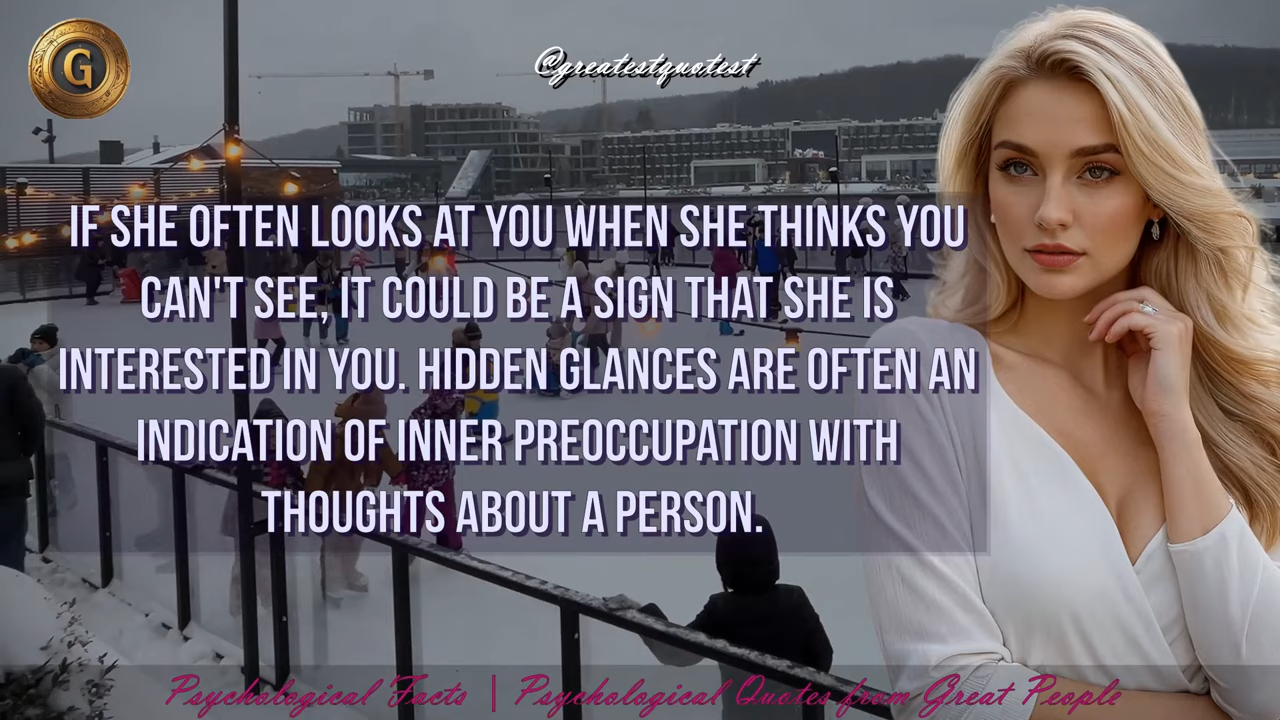 G
@greatestquotest
IF SHE OFTEN LOOKS AT YOU WHEN SHE THINKS YOU
CAN'T SEE, IT COULD BE A SIGN THAT SHE IS
INTERESTED IN YOU. HIDDEN GLANCES ARE OFTEN AN
INDICATION OF INNER PREOCCUPATION WITH
THOUGHTS ABOUT A PERSON.
Psychological Facts | Psychological Quotes from Great People